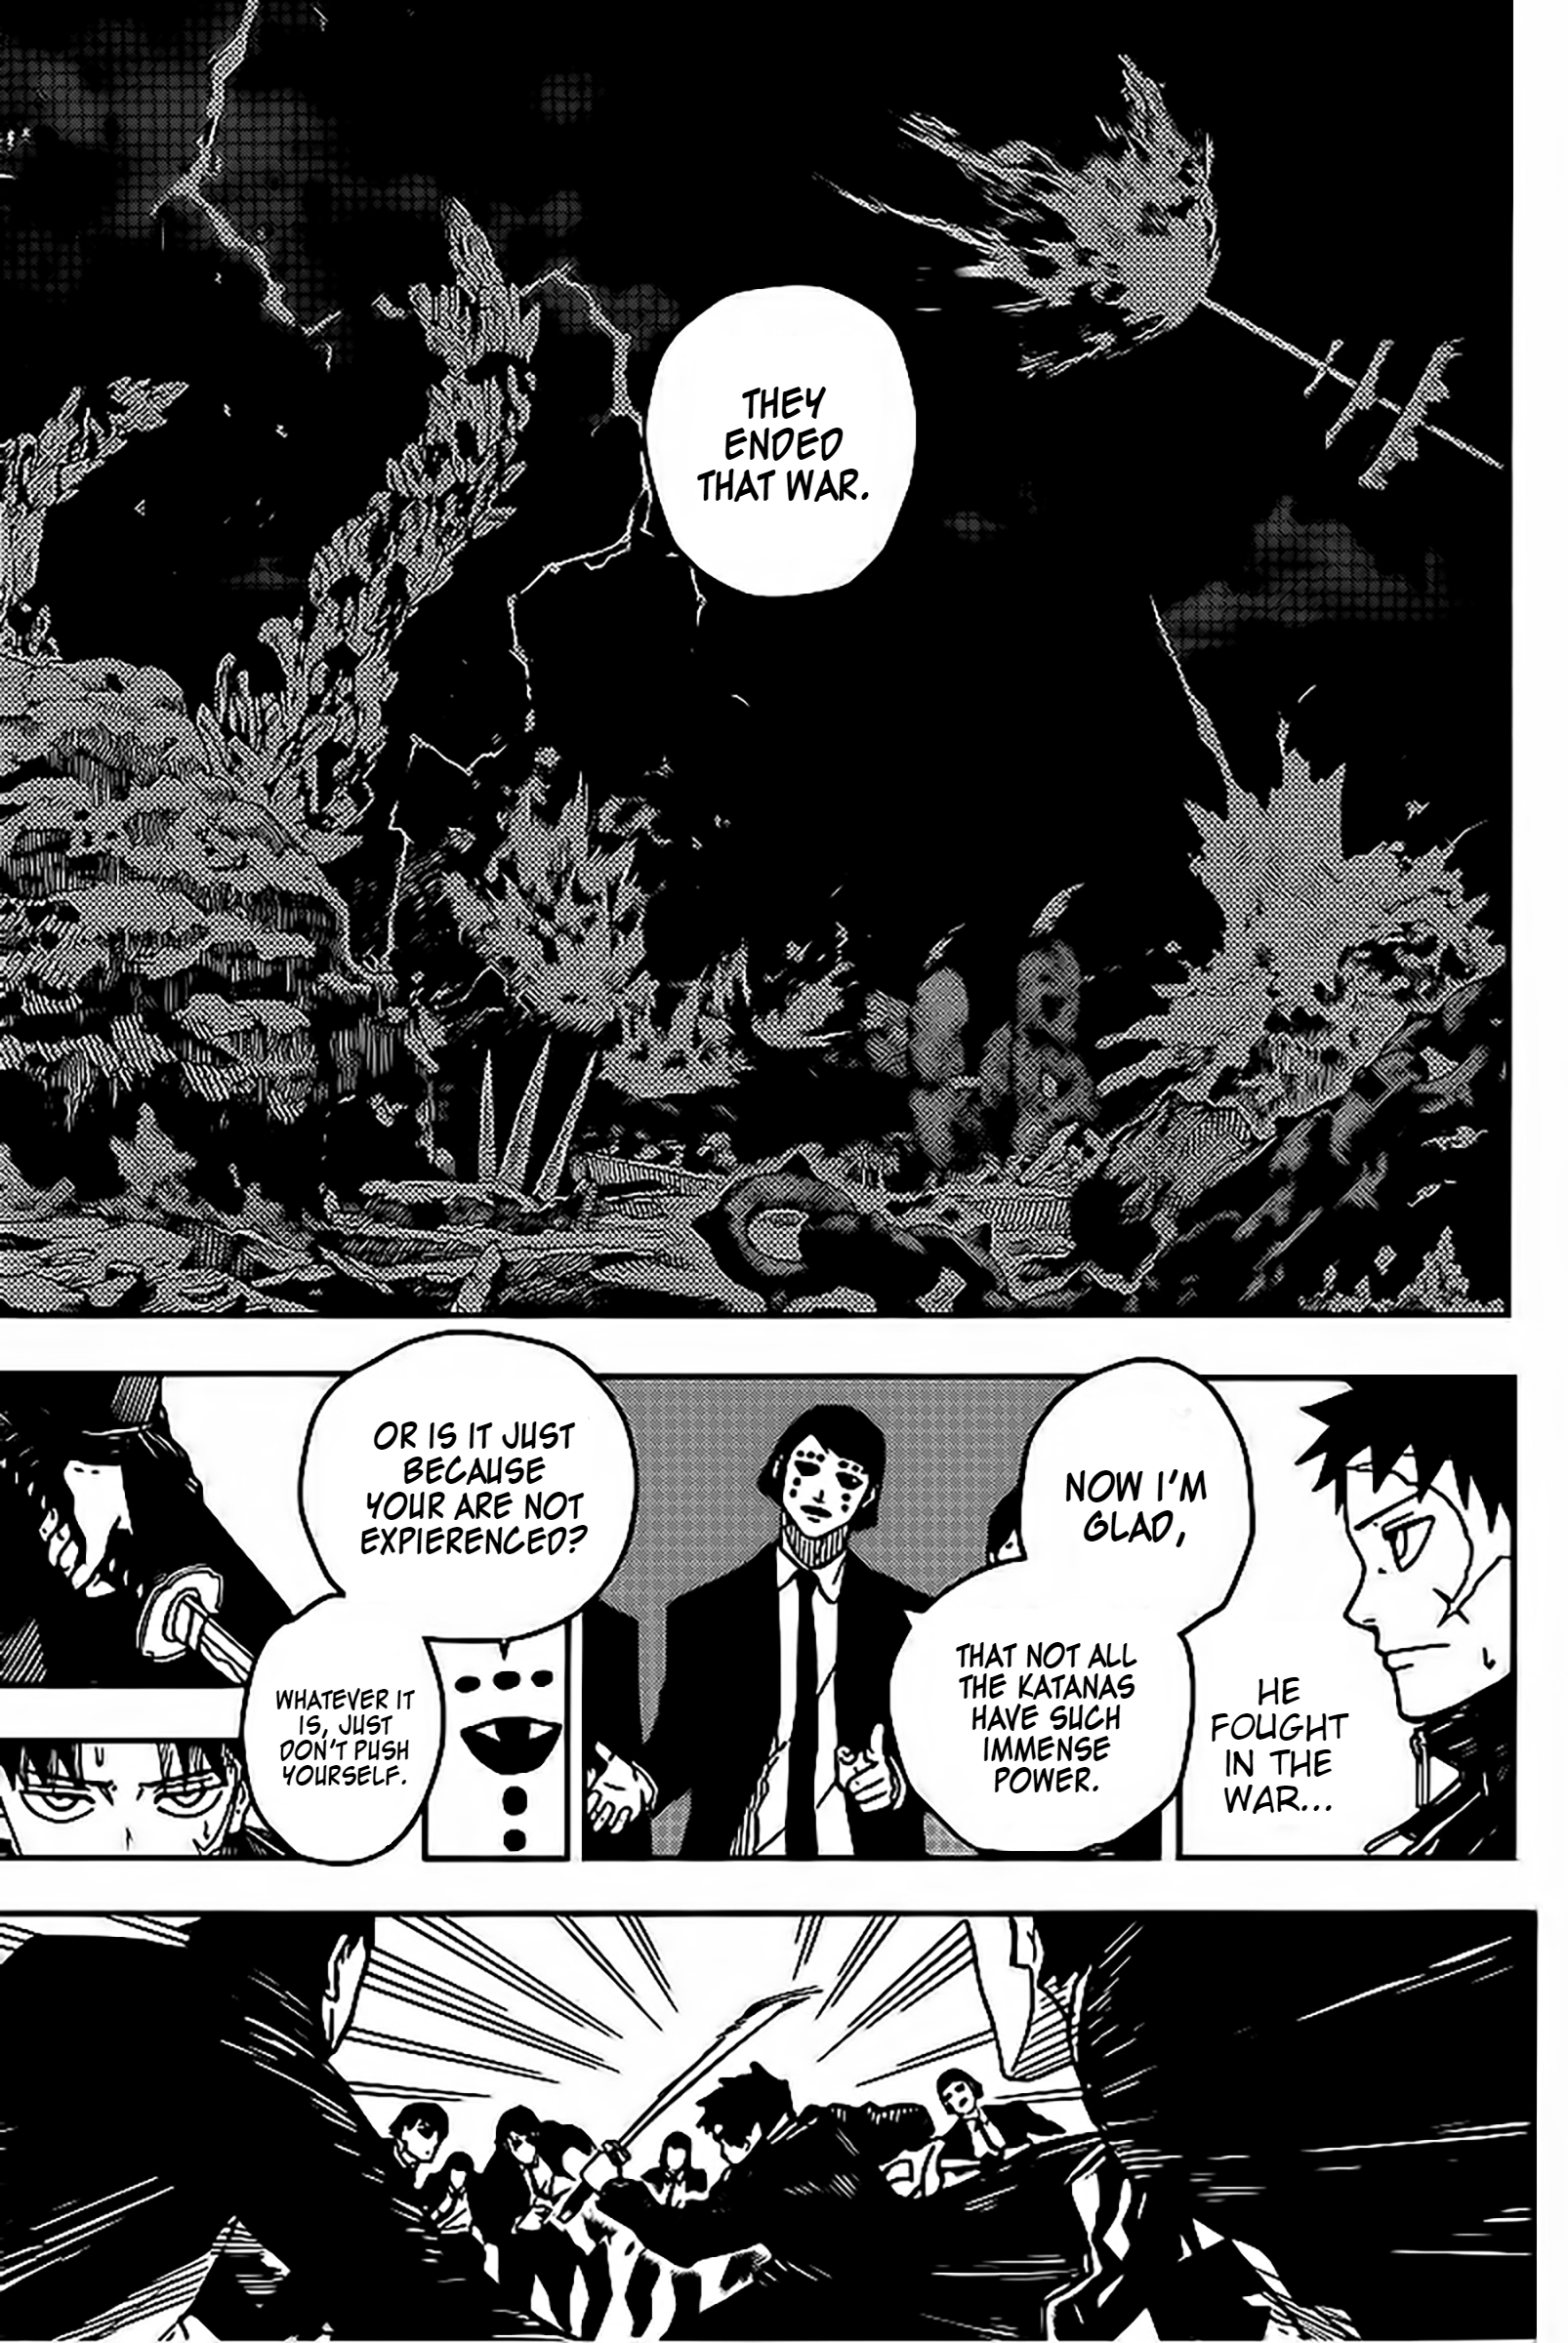 THEY
ENDED
THAT WAR.
HE
FOUGHT
IN THE
WAR...
NOW I'M
GLAD,
THAT NOT ALL
THE KATANAS
HAVE SUCH
IMMENSE
POWER.
OR IS IT JUST
BECAUSE
YOUR ARE NOT
EXPIERENCED?
WHATEVER IT
IS, JUST
DON'T PUSH
YOURSELF.